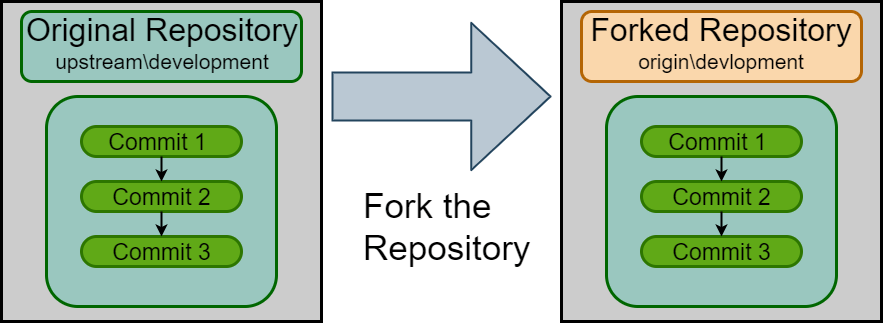 Original Repository
upstream\development
Commit 1
Commit 2
Commit 3
Fork the
Repository
Forked Repository
origin\devlopment
Commit 1
Commit 2
Commit 3